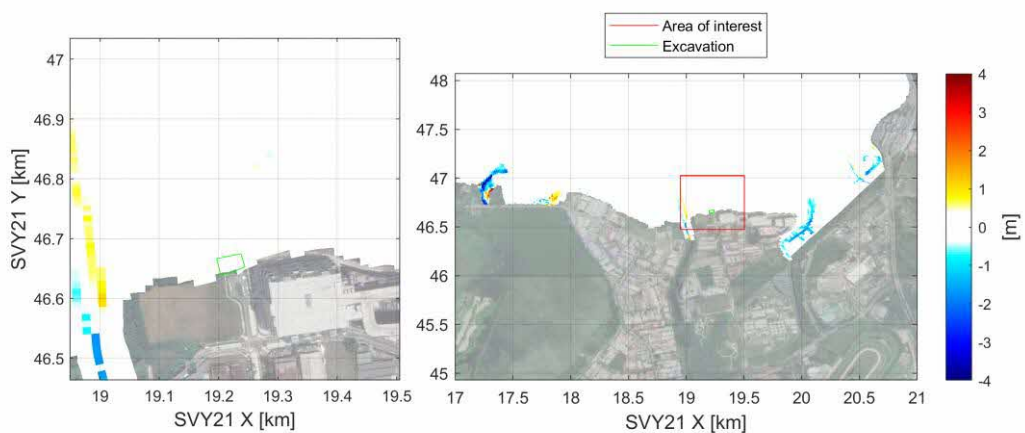 Area of interest
Excavation
47
46.9
46.8
46.7
46.6
46.5
SVY21 Y [km]
19 19.1 19.2 19.3 19.4 19.5
SVY21 X [km]
48
47.5
47
46.5
46
45.5
45
17 17.5 18 18.5 19 19.5 20 20.5 21
SVY21 X [km]
4
3
2
1
0
-1
-2
-3
-4
[m]